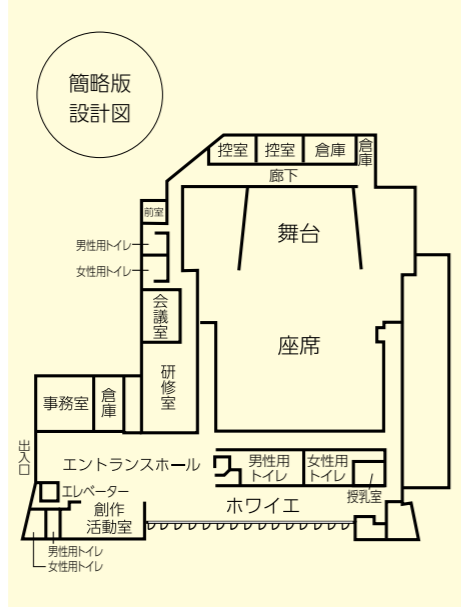 簡略版
設計図
控室
控室
倉庫
倉庫
廊下
前室
舞台
男性用トイレ
女性用トイレ
会議室
座席
研修室
事務室
倉庫
出入口
エントランスホール
男性用
トイレ
女性用
トイレ
エレベーター
授乳室
ホワイエ
創作
活動室
男性用トイレ
女性用トイレ